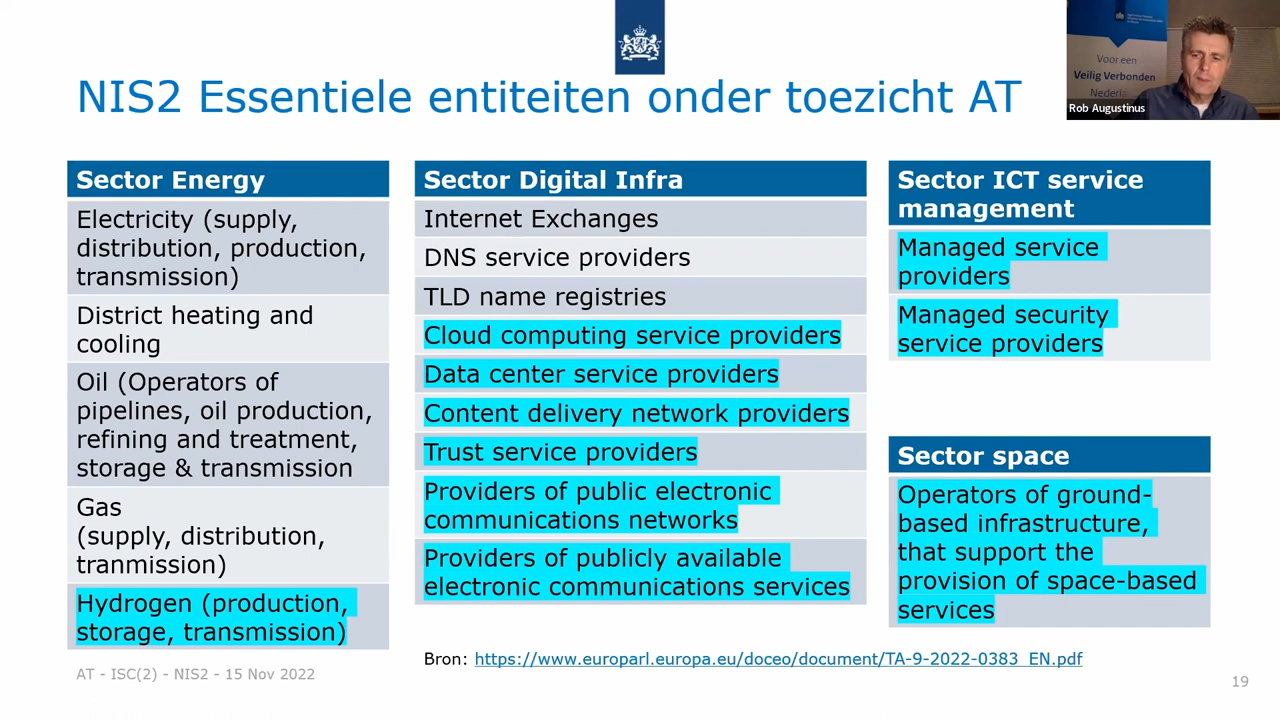 NIS2 Essentiele entiteiten onder toezicht AT
Voor een
Veilig Verbonden
Nederla
Rob Augustinus
Sector Energy
Electricity (supply,
distribution, production,
transmission)
District heating and
cooling
Oil (Operators of
pipelines, oil production,
refining and treatment,
storage & transmission
Gas
(supply, distribution,
tranmission)
Hydrogen (production,
storage, transmission)
Sector Digital Infra
Internet Exchanges
DNS service providers
TLD name registries
Cloud computing service providers
Data center service providers
Content delivery network providers
Trust service providers
Providers of public electronic
communications networks
Providers of publicly available
electronic communications services
Sector ICT service
management
Managed service
providers
Managed security
service providers
Sector space
Operators of ground-
based infrastructure,
that support the
provision of space-based
services
Bron: https://www.europarl.europa.eu/doceo/document/TA-9-2022-0383_EN.pdf
AT - ISC(2) - NIS2 - 15 Nov 2022
19